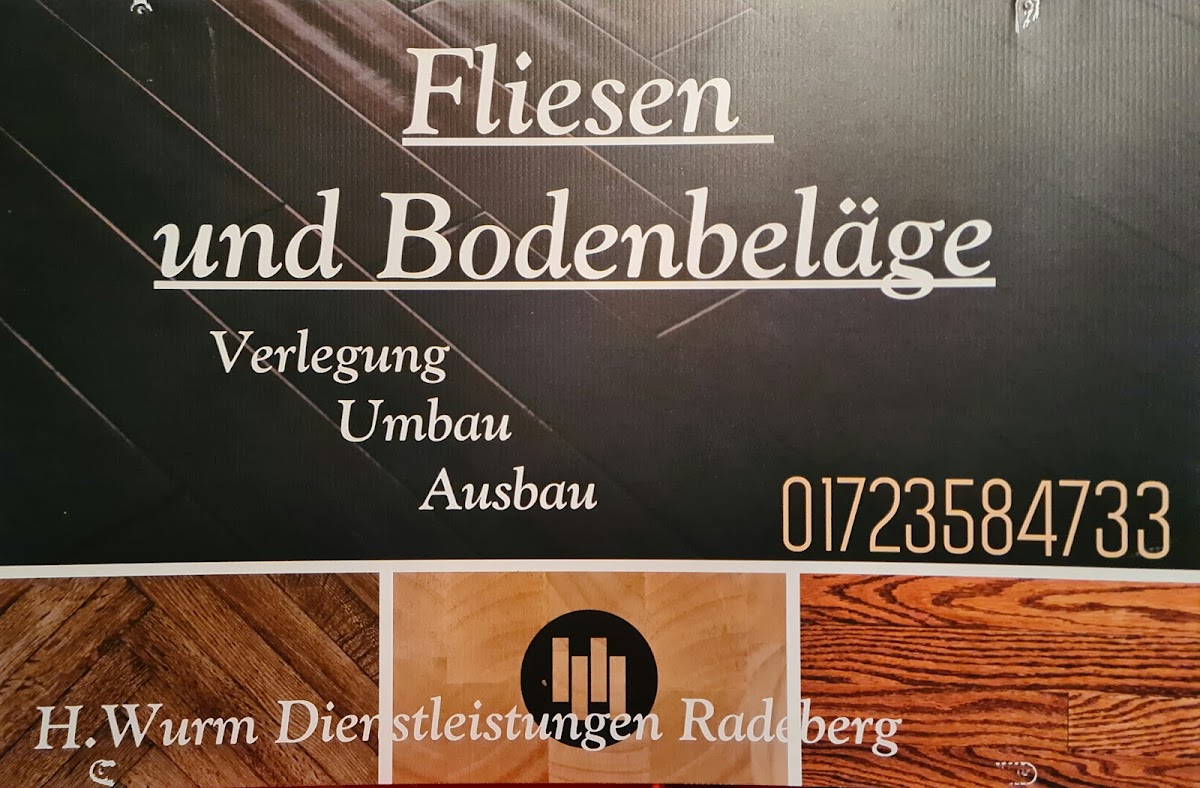 Fliesen
und Bodenbeläge
Verlegung
Umbau
Ausbau
01723584733
H.Wurm Dienstleistungen Radeberg